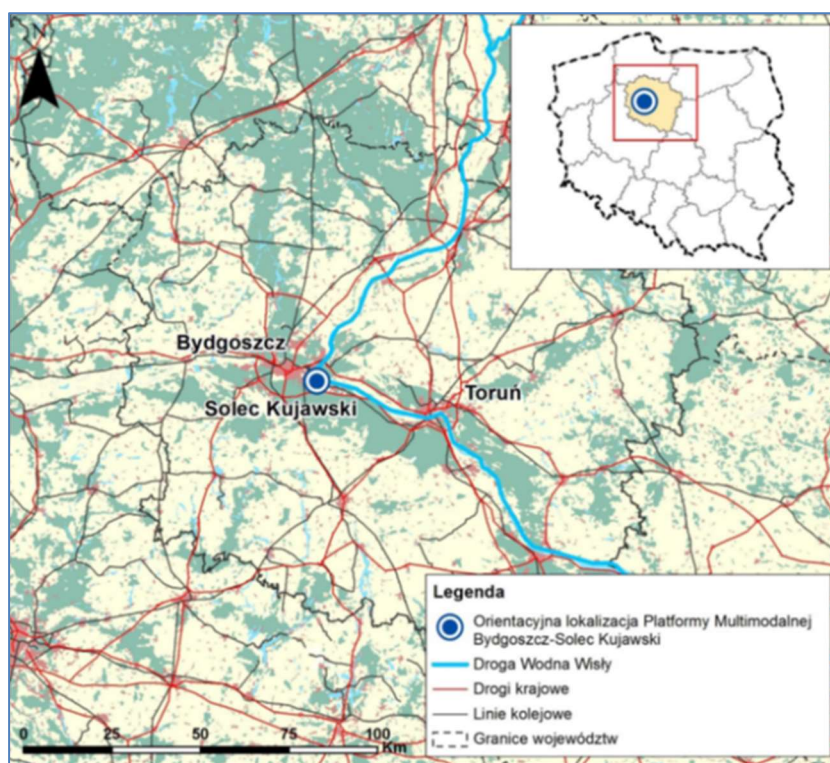 N
Bydgoszcz
Toruń
Solec Kujawski
Legenda
Orientacyjna lokalizacja Platformy Multimodalnej
Bydgoszcz-Solec Kujawski
Droga Wodna Wisły
Drogi krajowe
Linie kolejowe
Granice województw
0 25 50 75 100
Km